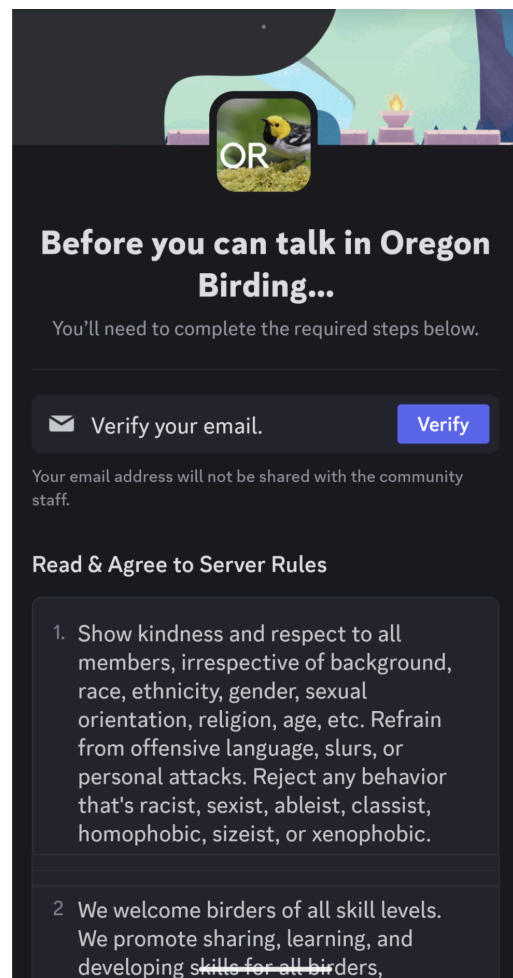 OR
Before you can talk in Oregon
Birding...
You'll need to complete the required steps below.
Verify your email.
Verify
Your email address will not be shared with the community
staff.
Read & Agree to Server Rules
1. Show kindness and respect to all
members, irrespective of background,
race, ethnicity, gender, sexual
orientation, religion, age, etc. Refrain
from offensive language, slurs, or
personal attacks. Reject any behavior
that's racist, sexist, ableist, classist,
homophobic, sizeist, or xenophobic.
2 We welcome birders of all skill levels.
We promote sharing, learning, and
developing skills for all birders,